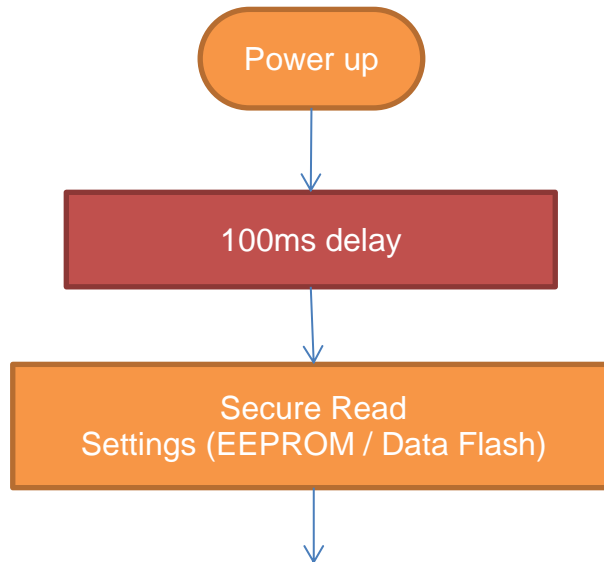 Power up
100ms delay
Secure Read
Settings (EEPROM / Data Flash)